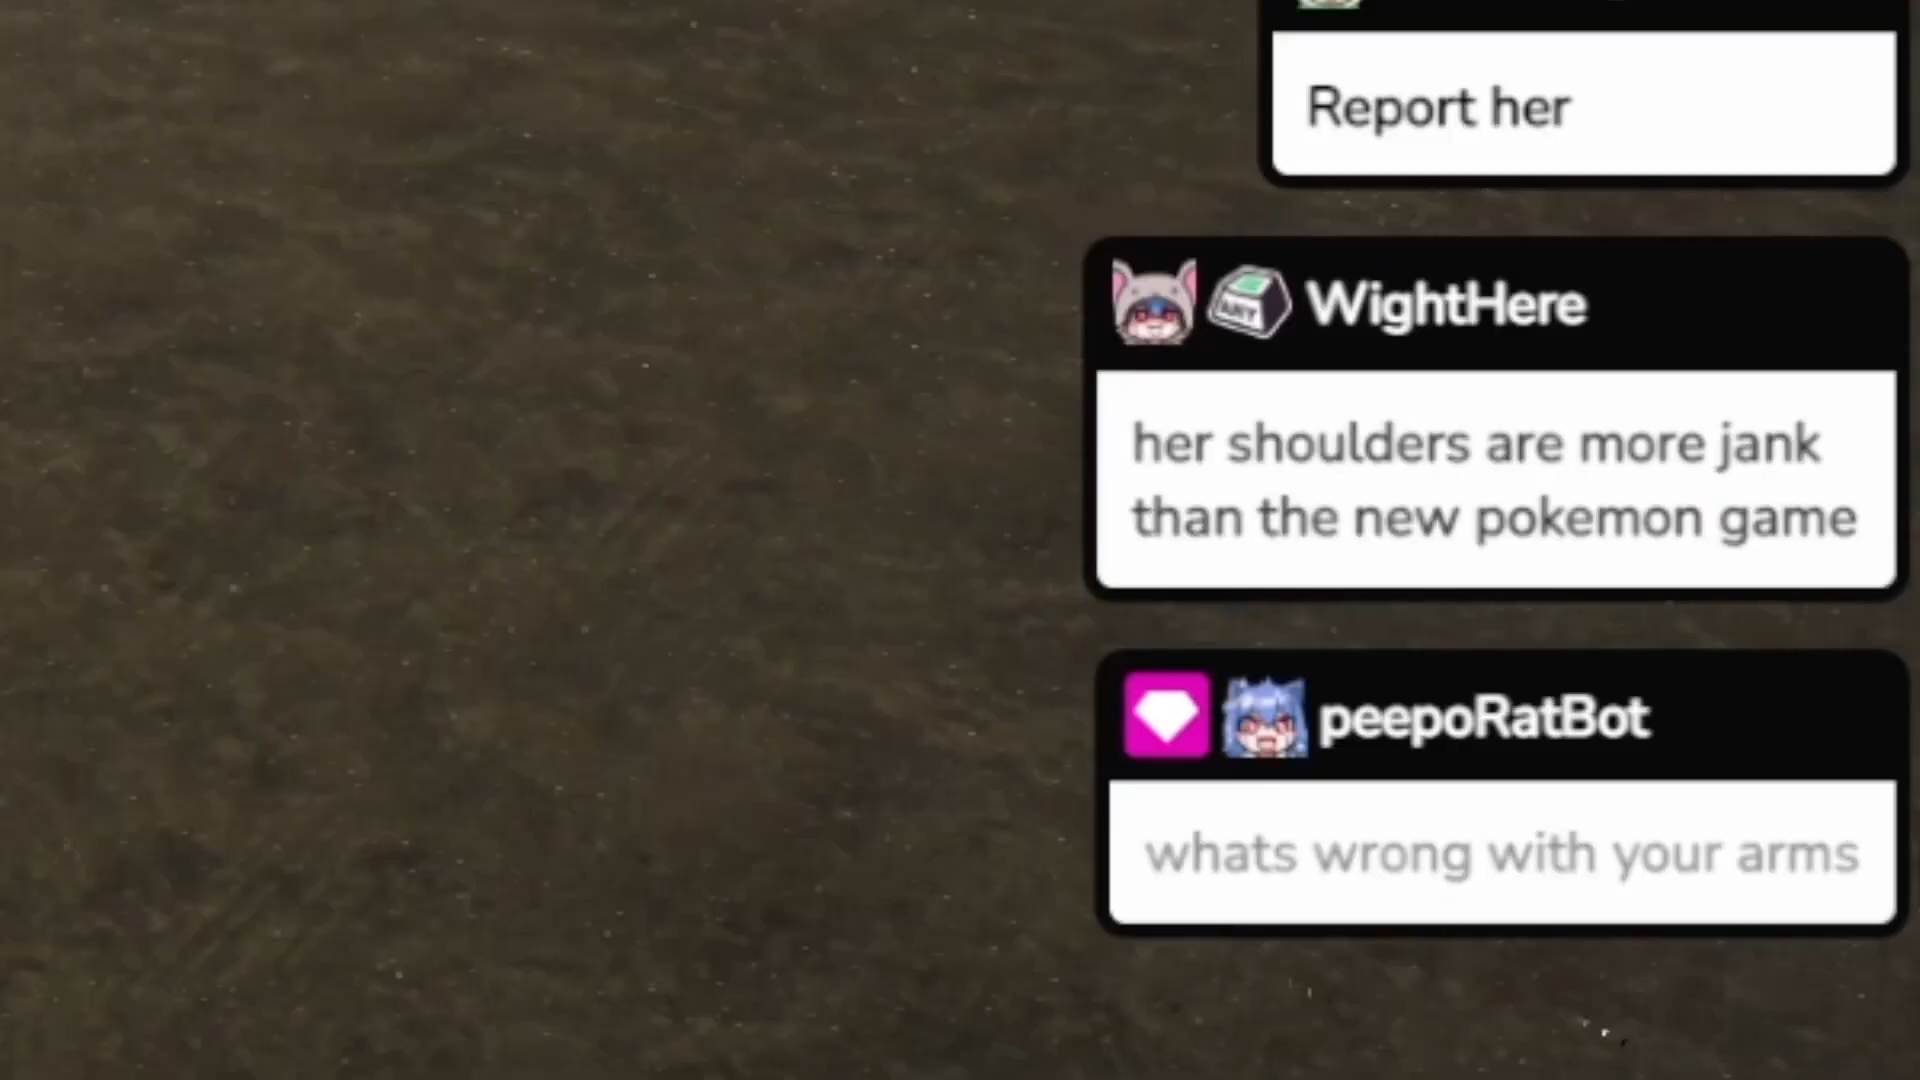 Report her
ANY
WightHere
her shoulders are more jank
than the new pokemon game
peepoRatBot
whats wrong with your arms